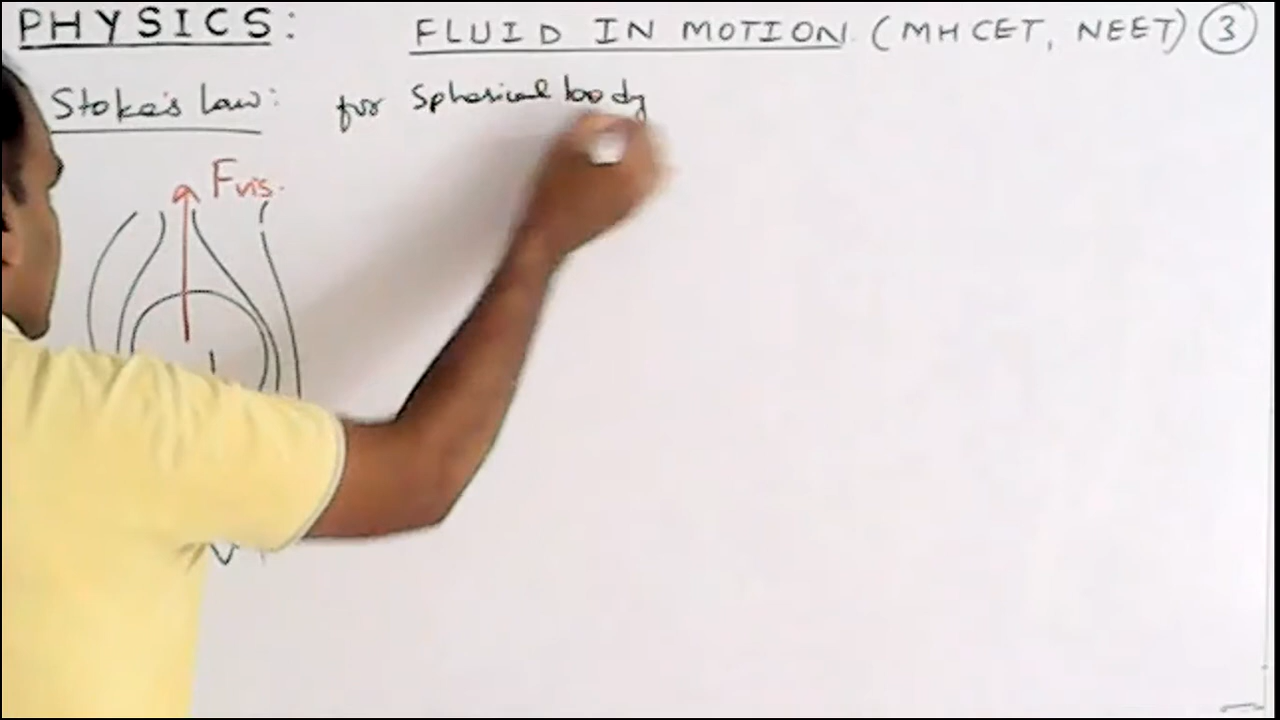 PHYSICS: FLUID IN MOTION (MHCET, NEET) 3
Stoke's law: for Spherical body
Fvis.